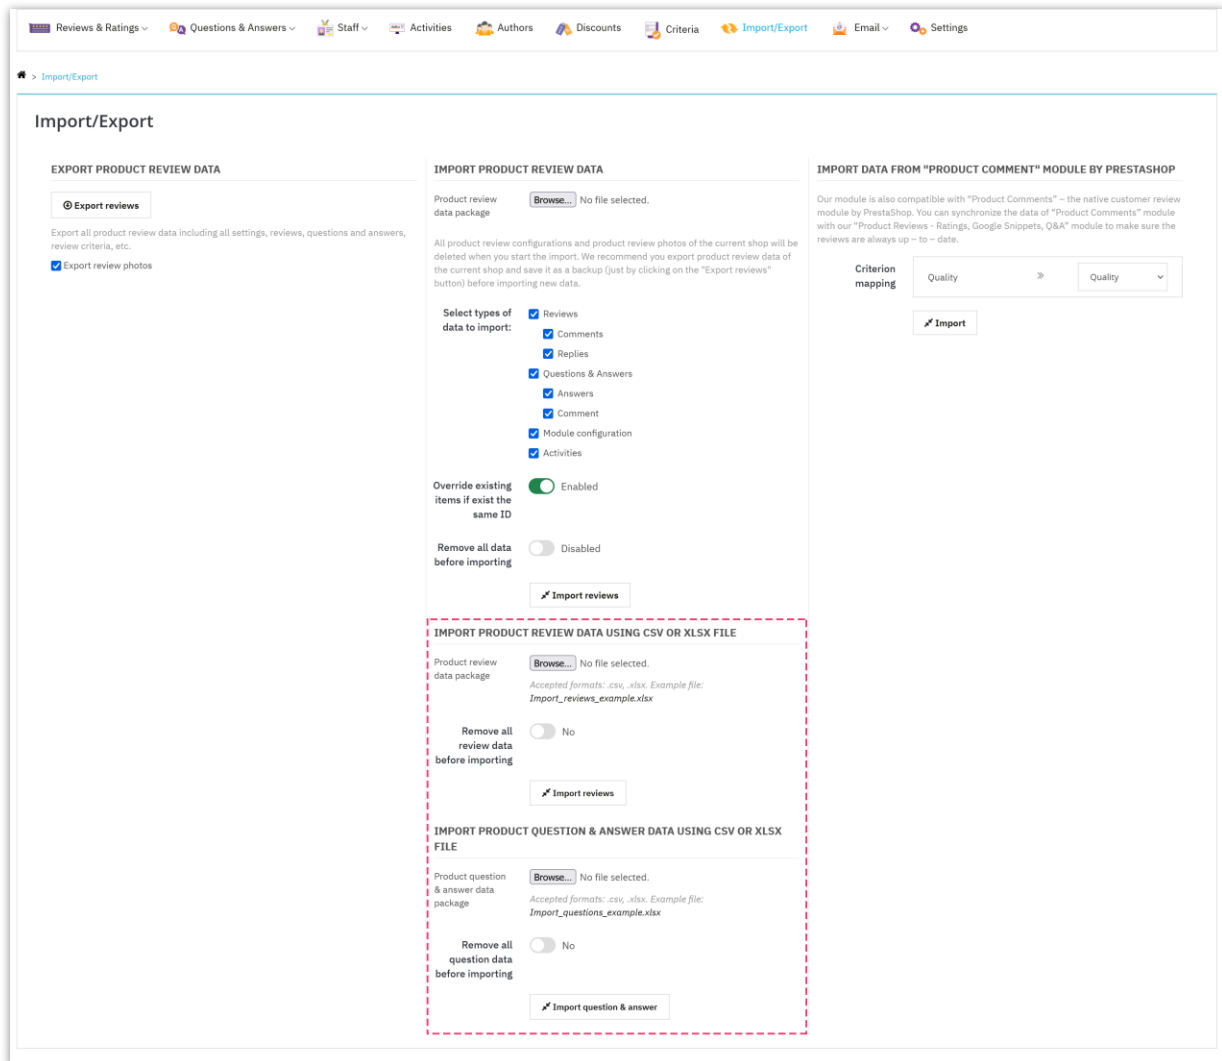 Reviews & Ratings Questions & Answers Staff Activities Authors Discounts Criteria Import/Export Email Settings
> Import/Export
Import/Export
EXPORT PRODUCT REVIEW DATA
Export reviews
Export all product review data including all settings, reviews, questions and answers,
review criteria, etc.
Export review photos
IMPORT PRODUCT REVIEW DATA
Product review
data package
Browse... No file selected.
All product review configurations and product review photos of the current shop will be
deleted when you start the import. We recommend you export product review data of
the current shop and save it as a backup (just by clicking on the "Export reviews"
button) before importing new data.
Select types of
data to import:
Reviews
Comments
Replies
Questions & Answers
Answers
Comment
Module configuration
Activities
Override existing
items if exist the
same ID
Enabled
Remove all data
before importing
Disabled
Import reviews
IMPORT PRODUCT REVIEW DATA USING CSV OR XLSX FILE
Product review
data package
Browse... No file selected.
Accepted formats: .csv, .xlsx. Example file:
Import_reviews_example.xlsx
Remove all
review data
before importing
No
Import reviews
IMPORT PRODUCT QUESTION & ANSWER DATA USING CSV OR XLSX
FILE
Product question
& answer data
package
Browse... No file selected.
Accepted formats: .csv, .xlsx. Example file:
Import_questions_example.xlsx
Remove all
question data
before importing
No
Import question & answer
IMPORT DATA FROM "PRODUCT COMMENT" MODULE BY PRESTASHOP
Our module is also compatible with "Product Comments" – the native customer review
module by PrestaShop. You can synchronize the data of "Product Comments" module
with our "Product Reviews - Ratings, Google Snippets, Q&A" module to make sure the
reviews are always up – to – date.
Criterion
mapping
Quality » Quality
Import